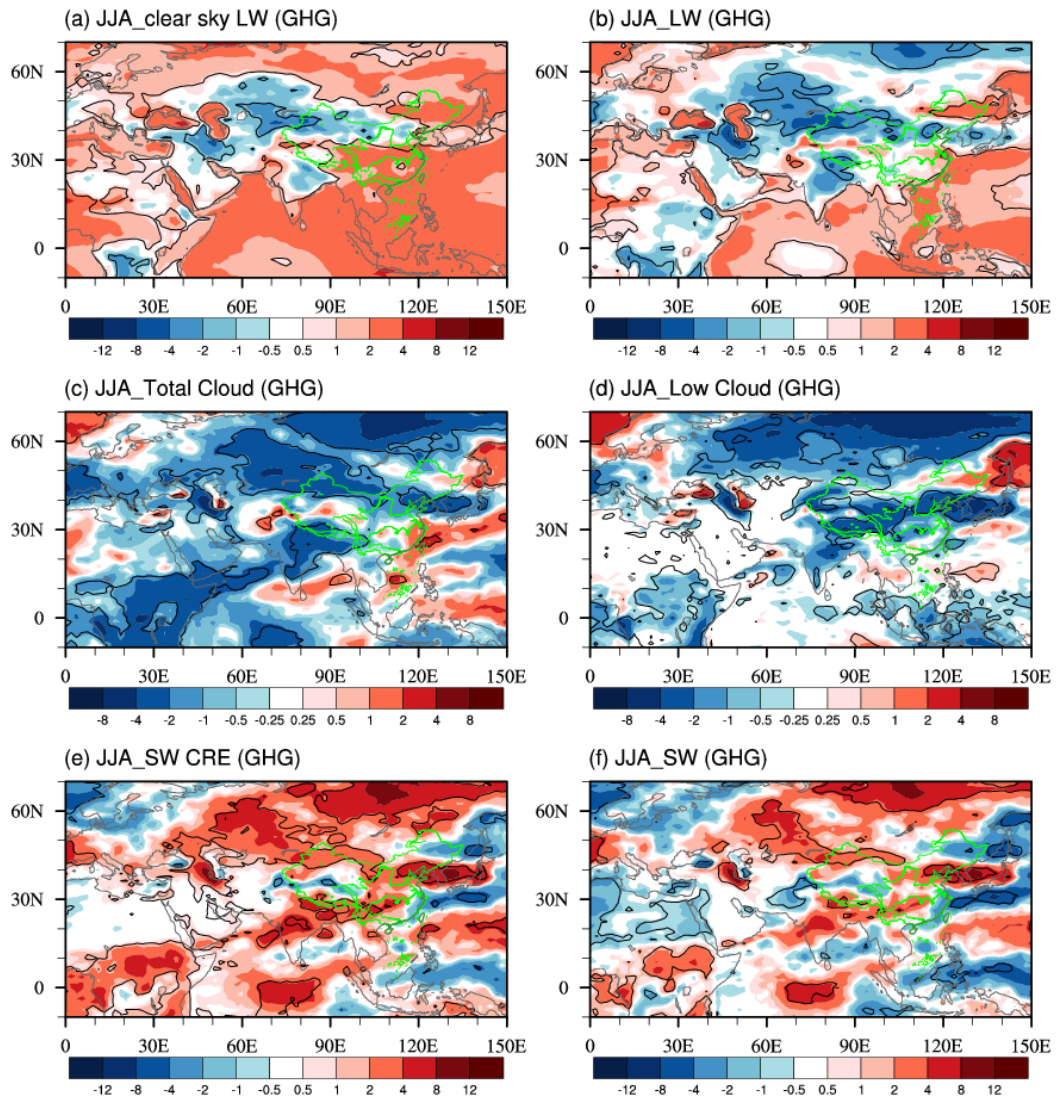 (a) JJA_clear sky LW (GHG)
(b) JJA_LW (GHG)
60N
30N
0
0 30E 60E 90E 120E 150E
-12 -8 -4 -2 -1 -0.5 0.5 1 2 4 8 12
60N
30N
0
0 30E 60E 90E 120E 150E
-12 -8 -4 -2 -1 -0.5 0.5 1 2 4 8 12
(c) JJA_Total Cloud (GHG)
(d) JJA_Low Cloud (GHG)
60N
30N
0
0 30E 60E 90E 120E 150E
-8 -4 -2 -1 -0.5 -0.25 0.25 0.5 1 2 4 8
60N
30N
0
0 30E 60E 90E 120E 150E
-8 -4 -2 -1 -0.5 -0.25 0.25 0.5 1 2 4 8
(e) JJA_SW CRE (GHG)
(f) JJA_SW (GHG)
60N
30N
0
0 30E 60E 90E 120E 150E
-12 -8 -4 -2 -1 -0.5 0.5 1 2 4 8 12
60N
30N
0
0 30E 60E 90E 120E 150E
-12 -8 -4 -2 -1 -0.5 0.5 1 2 4 8 12